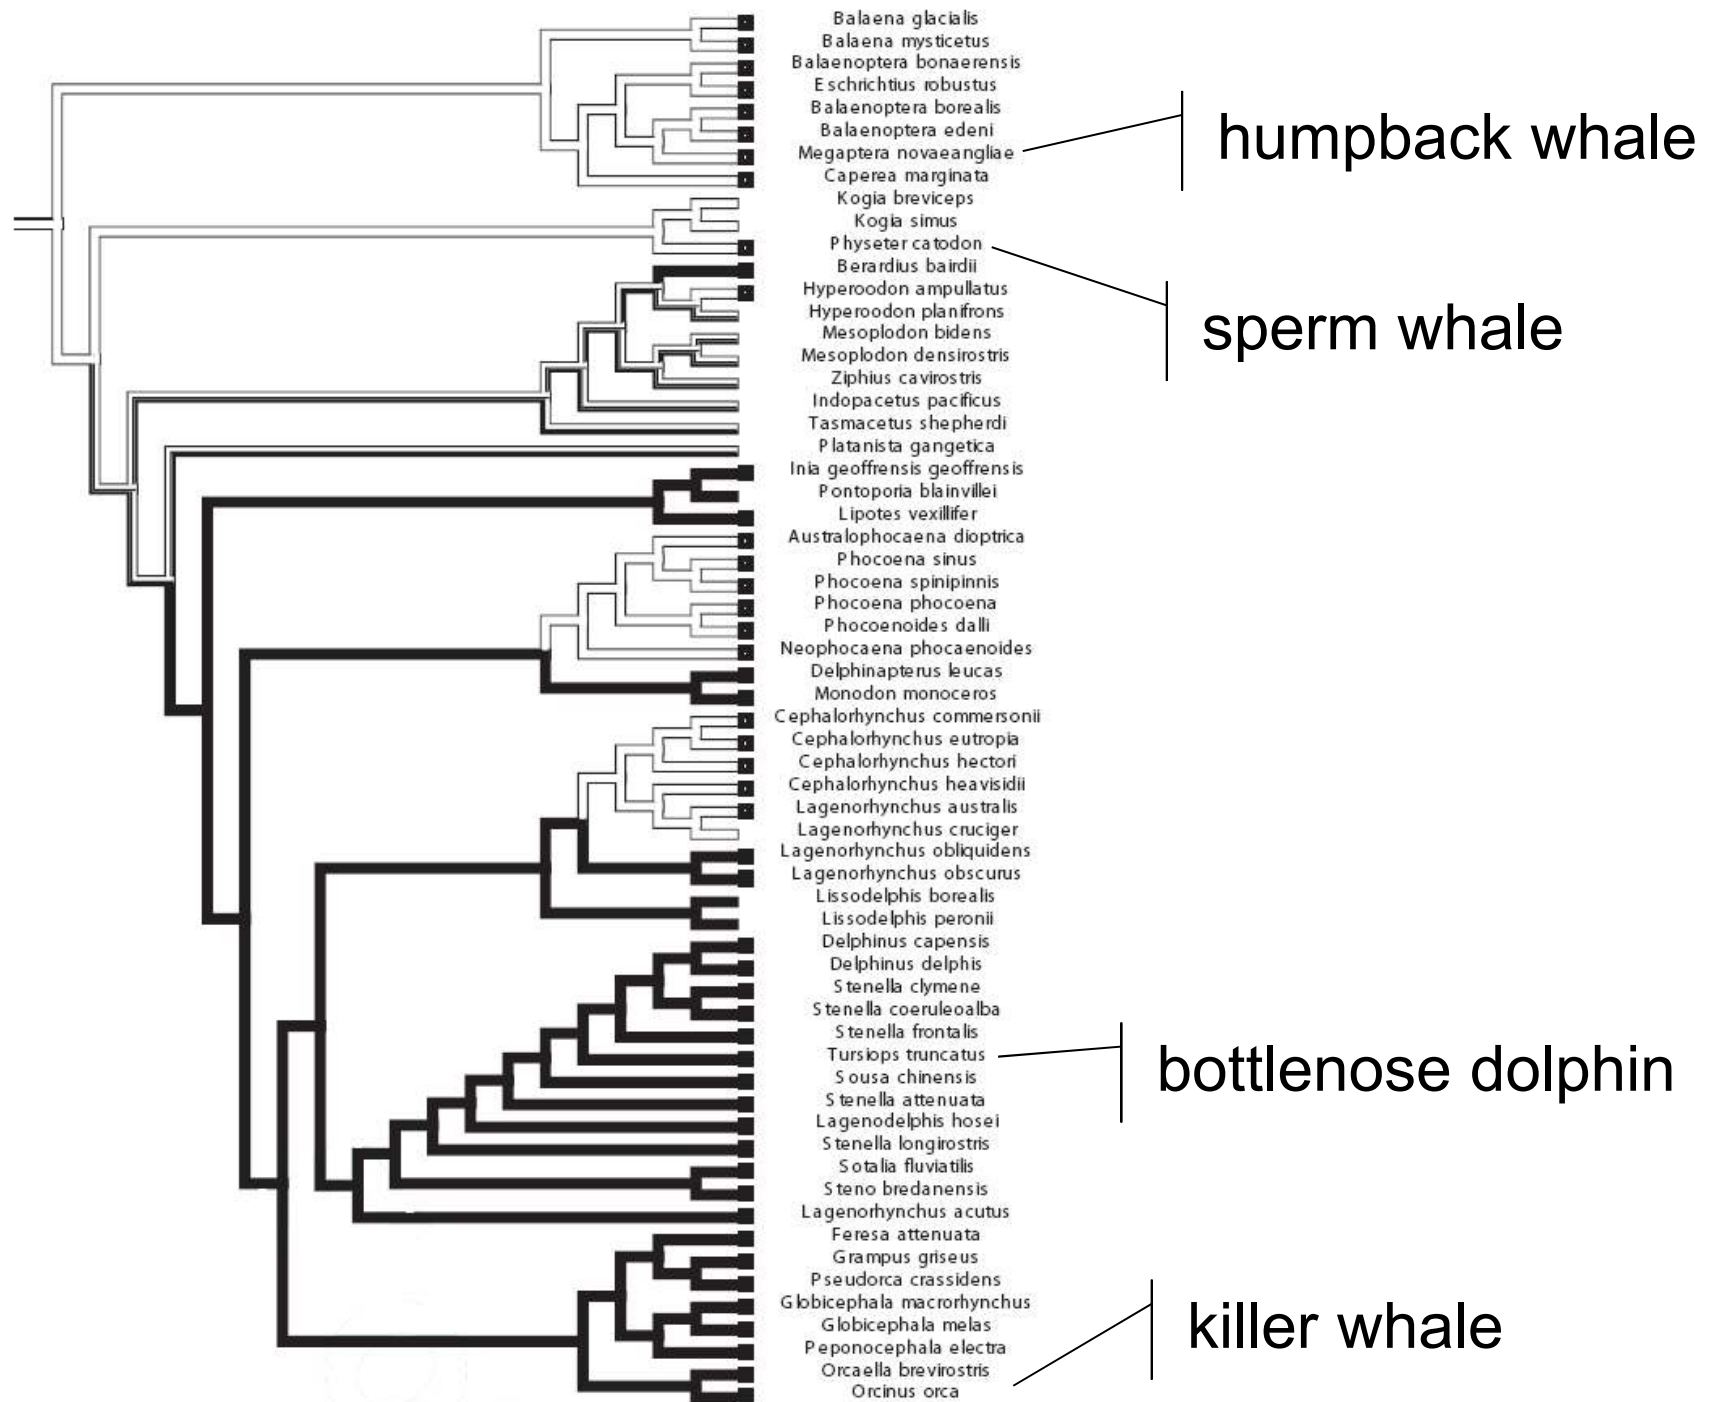 Balaena glacialis
Balaena mysticetus
Balaenoptera bonaerensis
Eschrichtius robustus
Balaenoptera borealis
Balaenoptera edeni
Megaptera novaeangliae
humpback whale
Caperea marginata
Kogia breviceps
Kogia simus
Physeter catodon
Berardius bairdii
Hyperoodon ampullatus
Hyperoodon planifrons
sperm whale
Mesoplodon bidens
Mesoplodon densirostris
Ziphius cavirostris
Indopacetus pacificus
Tasmacetus shepherdi
Platanista gangetica
Inia geoffrensis geoffrensis
Pontoporia blainvillei
Lipotes vexillifer
Australophocaena dioptrica
Phocoena sinus
Phocoena spinipinnis
Phocoena phocoena
Phocoenoides dalli
Neophocaena phocaenoides
Delphinapterus leucas
Monodon monoceros
Cephalorhynchus commersonii
Cephalorhynchus eutropia
Cephalorhynchus hectori
Cephalorhynchus heavisidii
Lagenorhynchus australis
Lagenorhynchus cruciger
Lagenorhynchus obliquidens
Lagenorhynchus obscurus
Lissodelphis borealis
Lissodelphis peronii
Delphinus capensis
Delphinus delphis
Stenella clymene
Stenella coeruleoalba
Stenella frontalis
Tursiops truncatus
bottlenose dolphin
Sousa chinensis
Stenella attenuata
Lagenodelphis hosei
Stenella longirostris
Sotalia fluviatilis
Steno bredanensis
Lagenorhynchus acutus
Feresa attenuata
Grampus griseus
Pseudorca crassidens
Globicephala macrorhynchus
Globicephala melas
killer whale
Peponocephala electra
Orcaella brevirostris
Orcinus orca